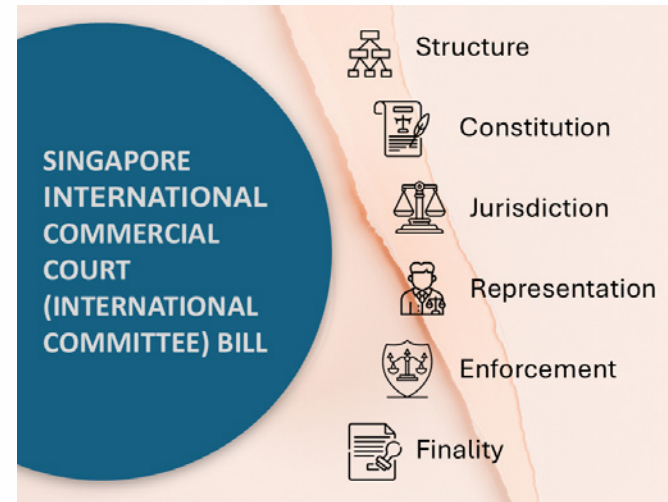 SINGAPORE
INTERNATIONAL
COMMERCIAL
COURT
(INTERNATIONAL
COMMITTEE) BILL
Structure
Constitution
Jurisdiction
Representation
Enforcement
Finality